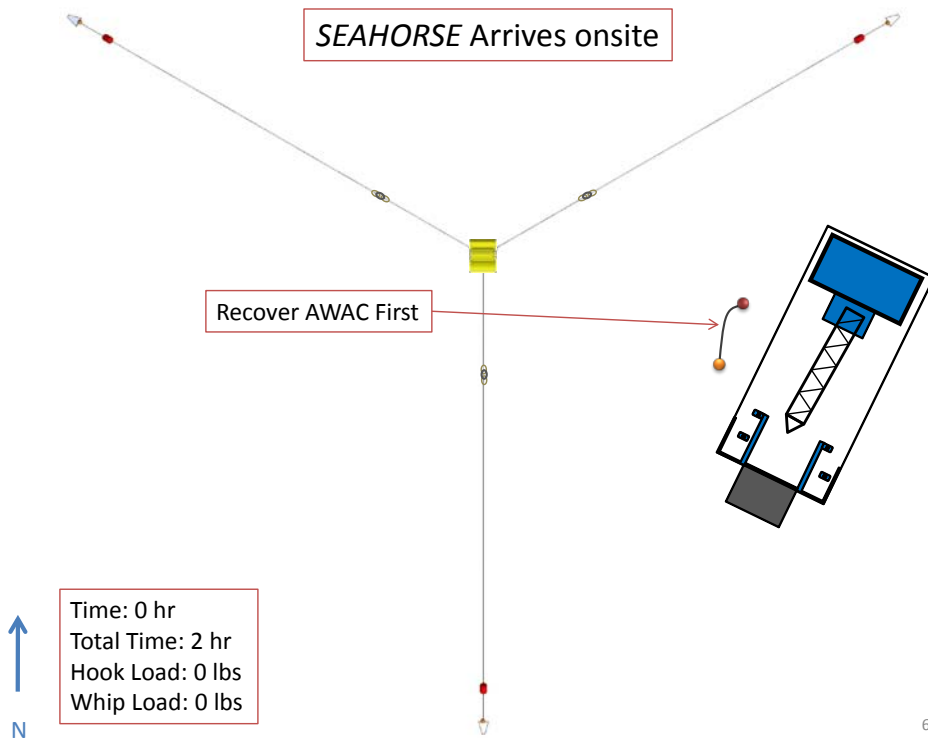 SEAHORSE Arrives onsite
Recover AWAC First
Time: 0 hr
Total Time: 2 hr
Hook Load: 0 lbs
Whip Load: 0 lbs
N
6